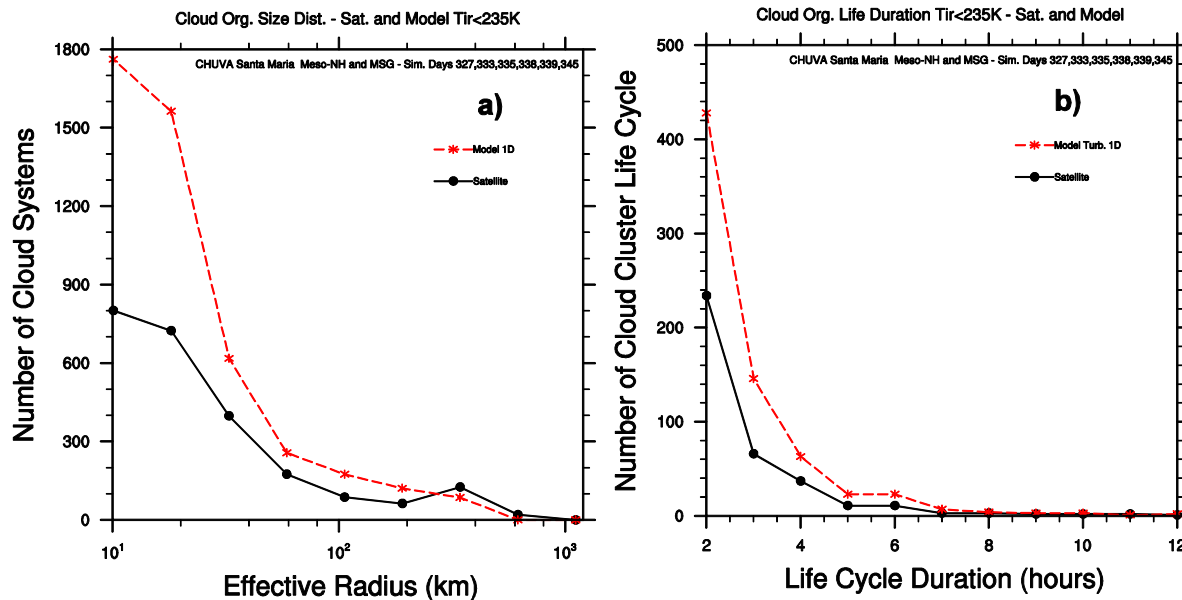 Cloud Org. Size Dist. - Sat. and Model Tir<235K
CHUVA Santa Maria  Meso-NH and MSG - Sim. Days 327,333,335,338,339,345
a)
Model 1D
Satellite
Number of Cloud Systems
1800
1500
1200
900
600
300
0
10¹
10²
10³
Effective Radius (km)
Cloud Org. Life Duration Tir<235K - Sat. and Model
CHUVA Santa Maria  Meso-NH and MSG - Sim. Days 327,333,335,338,339,345
b)
Model Turb. 1D
Satellite
Number of Cloud Cluster Life Cycle
500
400
300
200
100
0
2
4
6
8
10
12
Life Cycle Duration (hours)